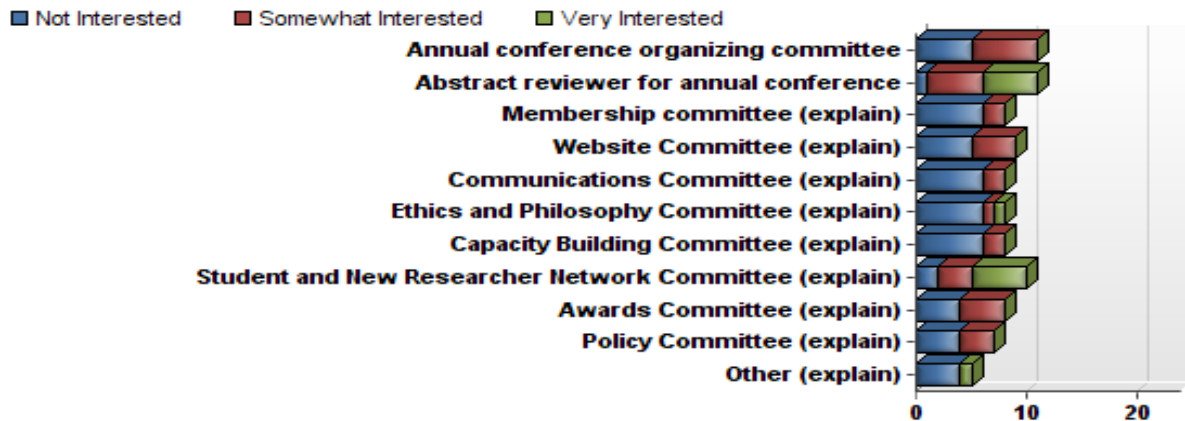 Not Interested Somewhat Interested Very Interested
Annual conference organizing committee
Abstract reviewer for annual conference
Membership committee (explain)
Website Committee (explain)
Communications Committee (explain)
Ethics and Philosophy Committee (explain)
Capacity Building Committee (explain)
Student and New Researcher Network Committee (explain)
Awards Committee (explain)
Policy Committee (explain)
Other (explain)
0 10 20